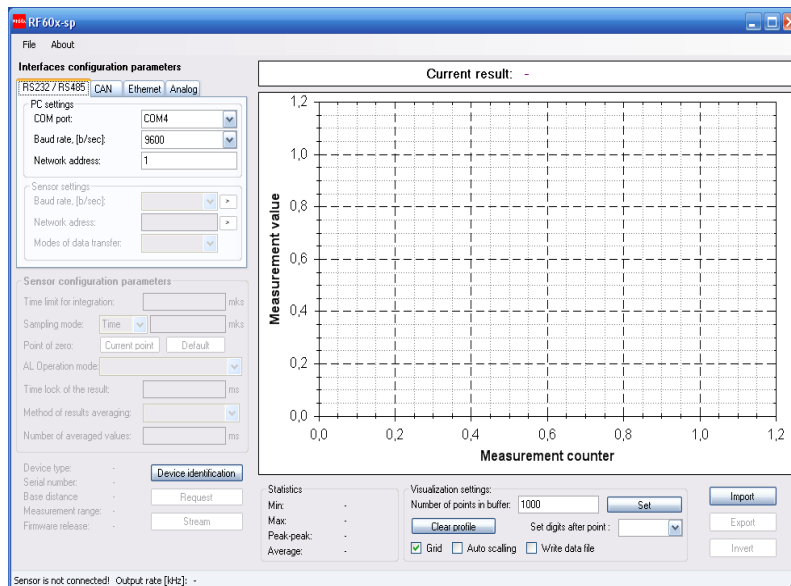 RF60x-sp
File About
Interfaces configuration parameters
RS232 / RS485 CAN Ethernet Analog
PC settings
COM port: COM4
Baud rate, [b/sec]: 9600
Network address: 1
Sensor settings
Baud rate, [b/sec]: >
Network adress: >
Modes of data transfer:
Sensor configuration parameters
Time limit for integration: mks
Sampling mode: Time mks
Point of zero: Current point Default
AL Operation mode:
Time lock of the result: ms
Method of results averaging:
Number of averaged values: ms
Device type: -
Serial number: -
Base distance -
Measurement range: -
Firmware release: -
Device identification
Request
Stream
Current result: -
Measurement value
1,2
1,0
0,8
0,6
0,4
0,2
0,0
0,0 0,2 0,4 0,6 0,8 1,0 1,2
Measurement counter
Statistics
Min: -
Max: -
Peak-peak: -
Average: -
Visualization settings:
Number of points in buffer: 1000 Set
Clear profile Set digits after point :
Grid Auto scalling Write data file
Import
Export
Invert
Sensor is not connected! Output rate [kHz]: -